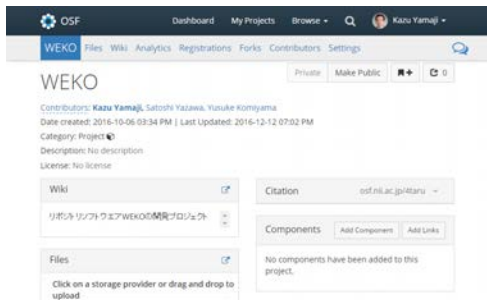 OSF Dashboard My Projects Browse Kazu Yamaji
WEKO Files Wiki Analytics Registrations Forks Contributors Settings
WEKO
Private Make Public 0
Contributors: Kazu Yamaji, Satoshi Yazawa, Yusuke Komiyama
Date created: 2016-10-06 03:34 PM | Last Updated: 2016-12-12 07:02 PM
Category: Project
Description: No description
License: No license
Wiki
リポジトリソフトウエアWEKOの開発プロジェクト
Files
Click on a storage provider or drag and drop to
upload
Citation osf.nii.ac.jp/4taru
Components Add Component Add Links
No components have been added to this
project.